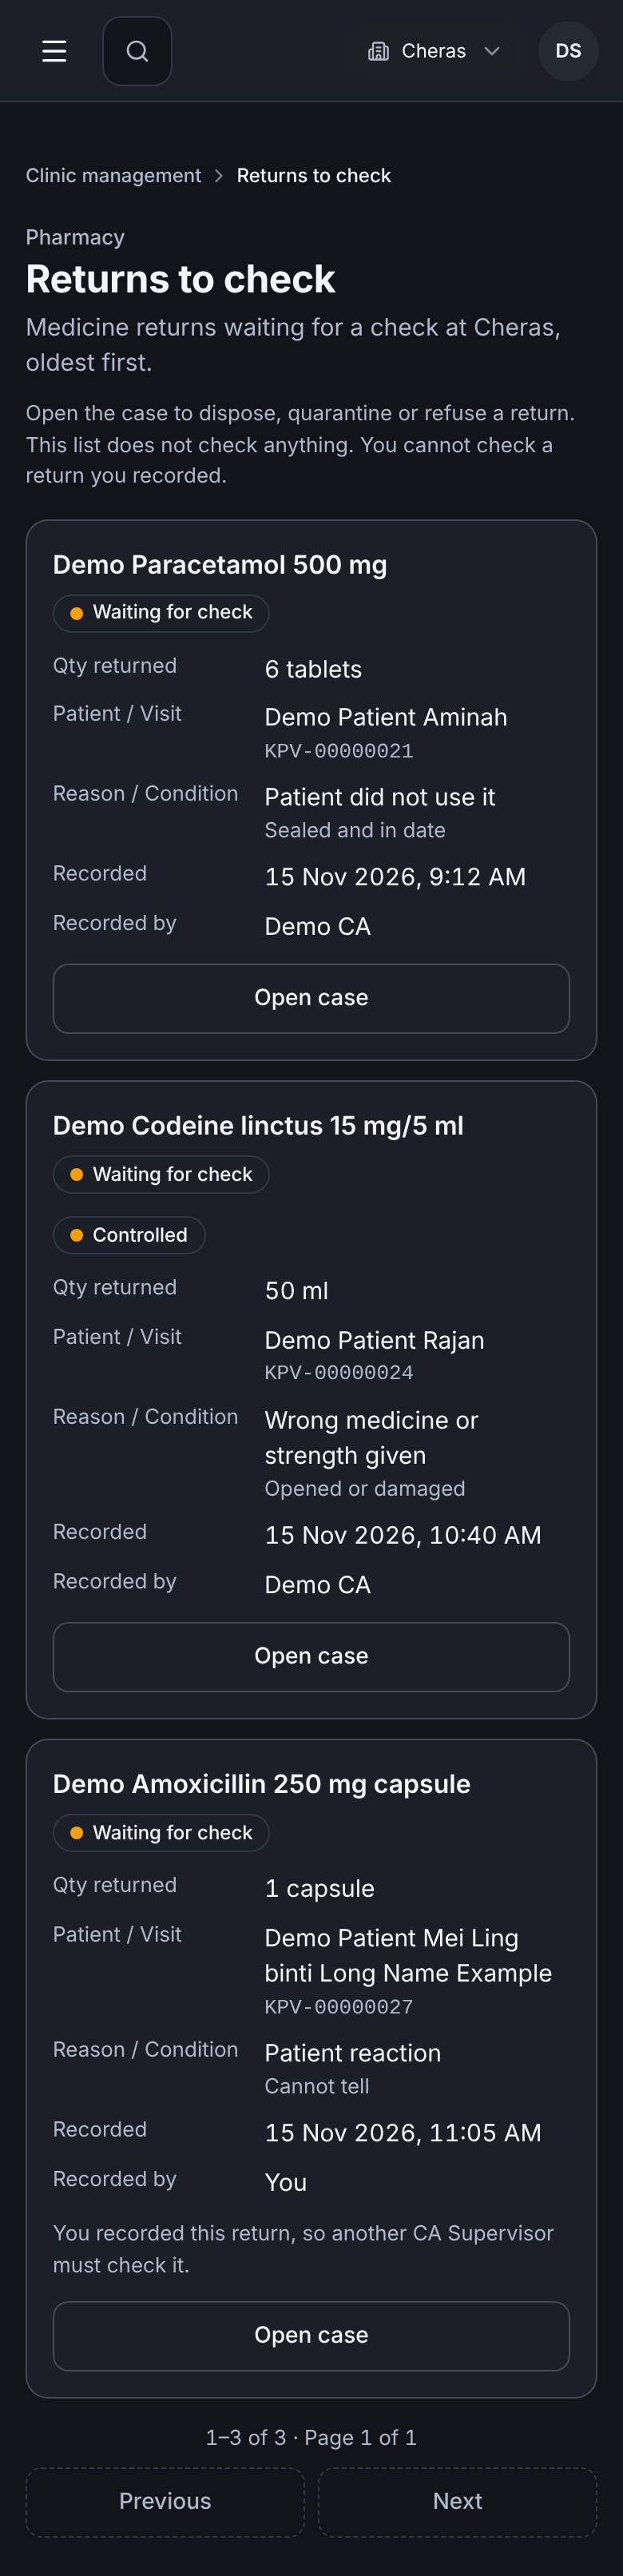 Cheras
DS
Clinic management
Returns to check
Pharmacy
Returns to check
Medicine returns waiting for a check at Cheras,
oldest first.
Open the case to dispose, quarantine or refuse a return.
This list does not check anything. You cannot check a
return you recorded.
Demo Paracetamol 500 mg
Waiting for check
Qty returned
6 tablets
Patient / Visit
Demo Patient Aminah
KPV-00000021
Reason / Condition
Patient did not use it
Sealed and in date
Recorded
15 Nov 2026, 9:12 AM
Recorded by
Demo CA
Open case
Demo Codeine linctus 15 mg/5 ml
Waiting for check
Controlled
Qty returned
50 ml
Patient / Visit
Demo Patient Rajan
KPV-00000024
Reason / Condition
Wrong medicine or
strength given
Opened or damaged
Recorded
15 Nov 2026, 10:40 AM
Recorded by
Demo CA
Open case
Demo Amoxicillin 250 mg capsule
Waiting for check
Qty returned
1 capsule
Patient / Visit
Demo Patient Mei Ling
binti Long Name Example
KPV-00000027
Reason / Condition
Patient reaction
Cannot tell
Recorded
15 Nov 2026, 11:05 AM
Recorded by
You
You recorded this return, so another CA Supervisor
must check it.
Open case
1–3 of 3 · Page 1 of 1
Previous
Next